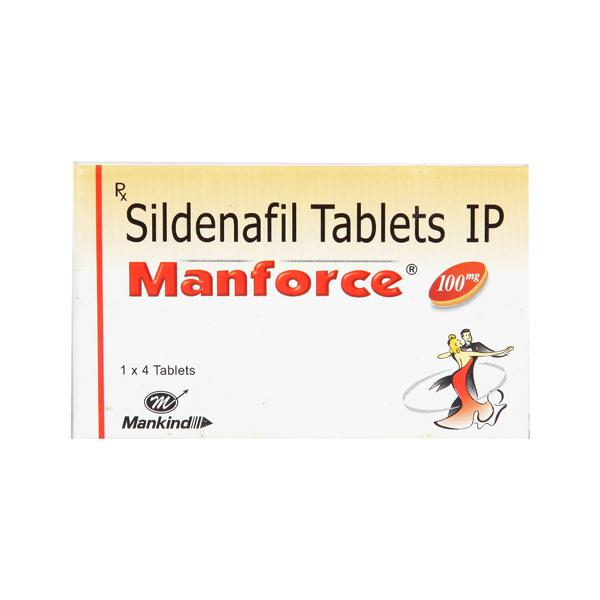 Rx
Sildenafil Tablets IP
Manforce®
100mg
1 x 4 Tablets
m
Mankind